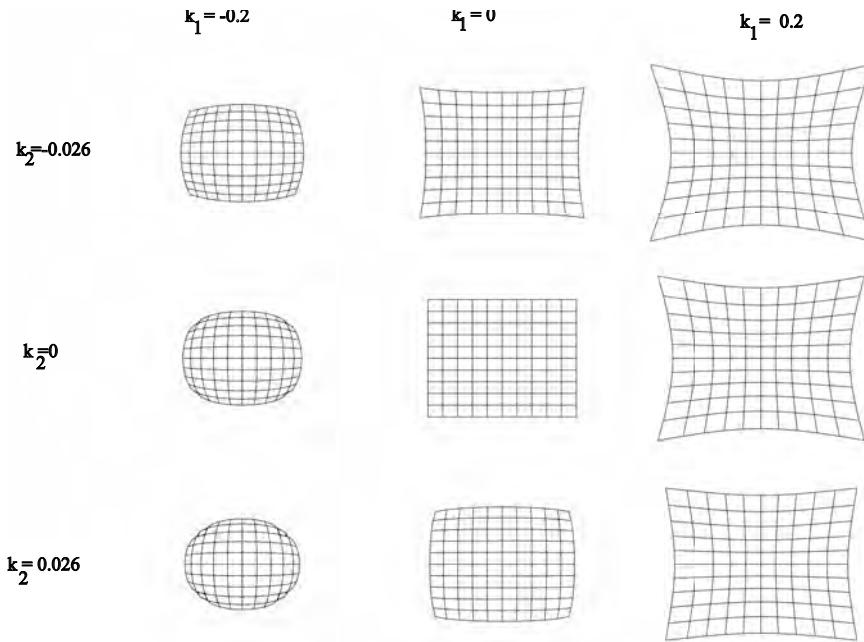 k1 = -0.2
k1 = 0
k1 = 0.2
k2=-0.026
k2=0
k2= 0.026